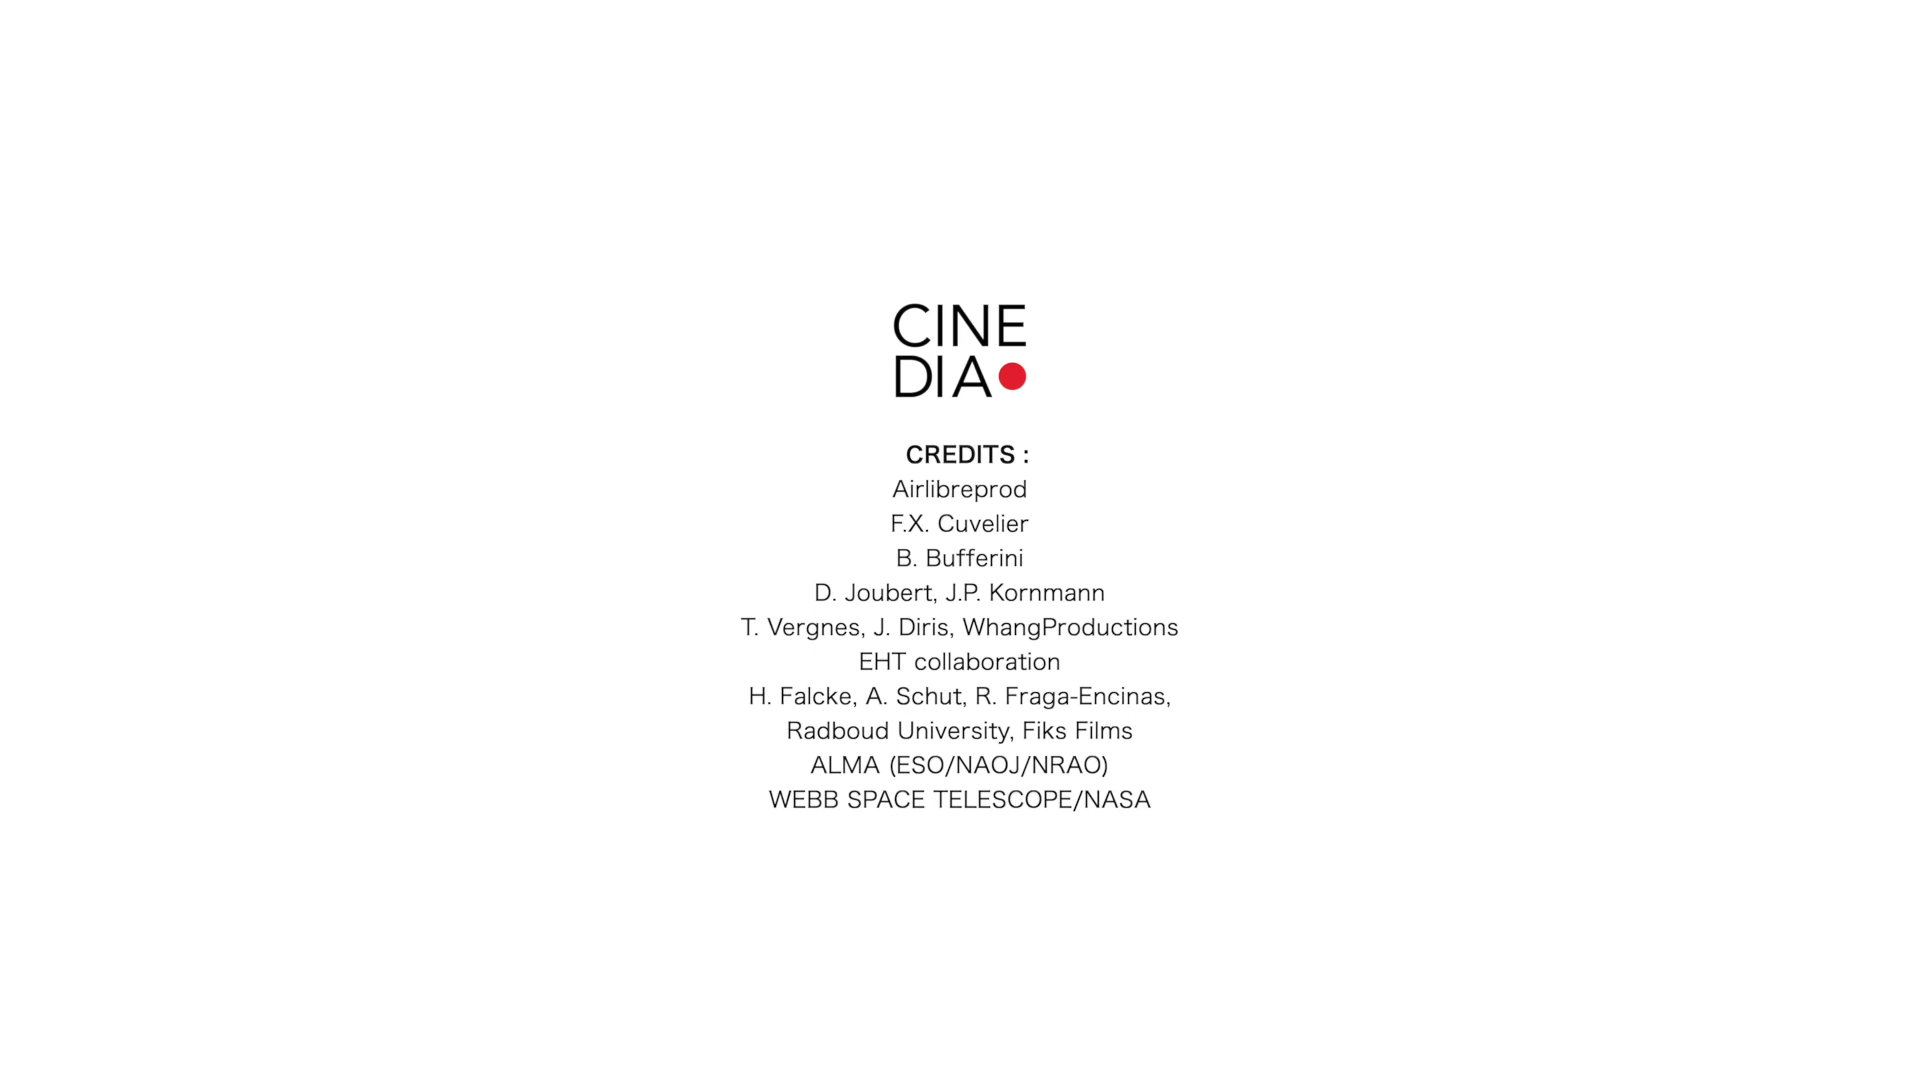 CINE
DIA
CREDITS :
Airlibreprod
F.X. Cuvelier
B. Bufferini
D. Joubert, J.P. Kornmann
T. Vergnes, J. Diris, WhangProductions
EHT collaboration
H. Falcke, A. Schut, R. Fraga-Encinas,
Radboud University, Fiks Films
ALMA (ESO/NAOJ/NRAO)
WEBB SPACE TELESCOPE/NASA